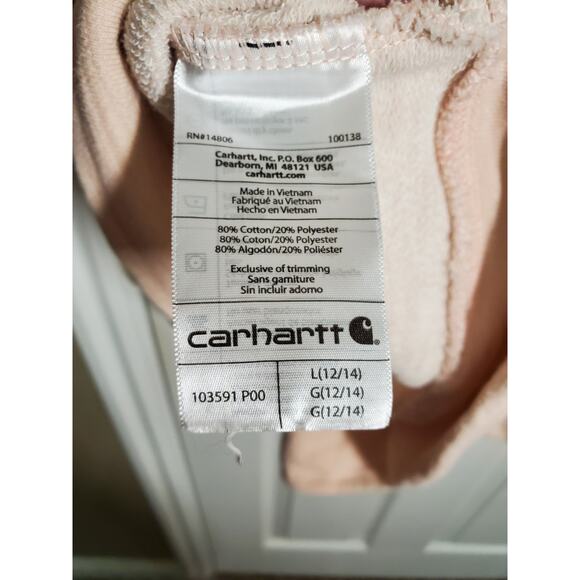 RN#14806 100138
Carhartt, Inc. P.O. Box 600
Dearborn, MI 48121 USA
carhartt.com
Made in Vietnam
Fabriqué au Vietnam
Hecho en Vietnam
80% Cotton/20% Polyester
80% Coton/20% Polyester
80% Algodón/20% Poliéster
Exclusive of trimming
Sans garniture
Sin incluir adorno
carhartt
103591 P00
L(12/14)
G(12/14)
G(12/14)